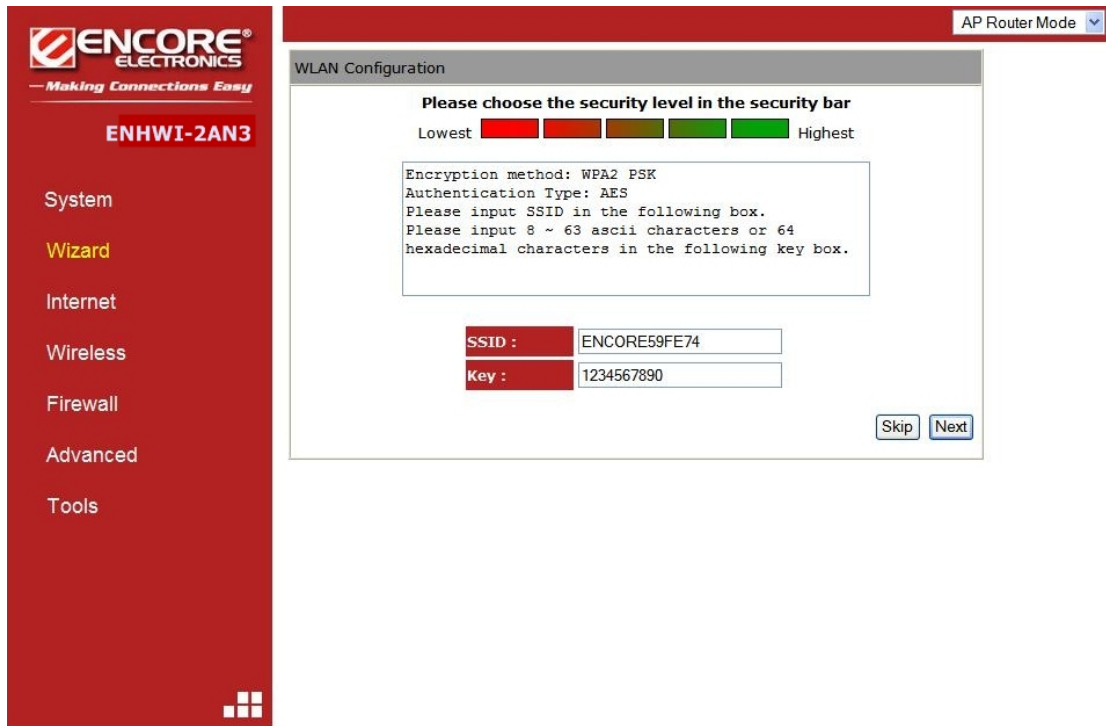 ENCORE®
ELECTRONICS
Making Connections Easy
ENHWI-2AN3
System
Wizard
Internet
Wireless
Firewall
Advanced
Tools
AP Router Mode
WLAN Configuration
Please choose the security level in the security bar
Lowest Highest
Encryption method: WPA2 PSK
Authentication Type: AES
Please input SSID in the following box.
Please input 8 ~ 63 ascii characters or 64
hexadecimal characters in the following key box.
SSID : ENCORE59FE74
Key : 1234567890
Skip Next